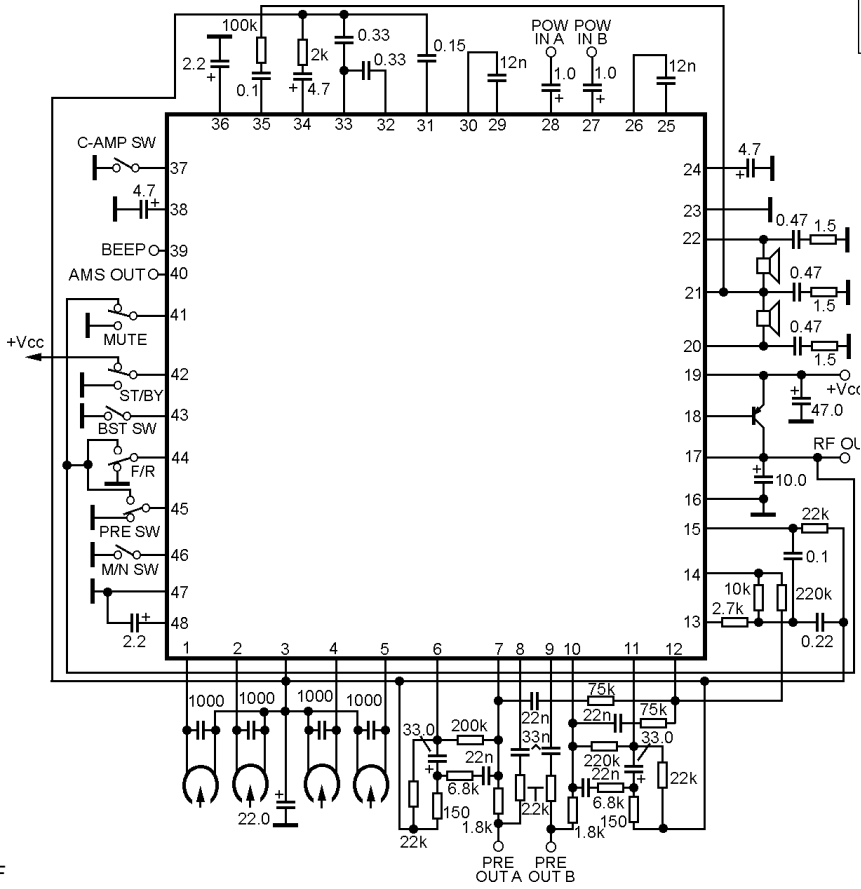 100k
0.33
2k
0.33
0.15
2.2
+
0.1
+
4.7
12n
POW
IN A
POW
IN B
1.0
+
1.0
+
12n
36 35 34 33 32 31 30 29 28 27 26 25
C-AMP SW
37
4.7
+
38
BEEP
39
AMS OUT
40
41
MUTE
+Vcc
42
ST/BY
43
BST SW
44
F/R
45
PRE SW
46
M/N SW
47
48
2.2
+
24
4.7
+
23
22
0.47
1.5
21
0.47
1.5
20
0.47
1.5
19
+Vcc
+
47.0
18
17
RF OU
+
10.0
16
15
22k
0.1
14
10k
220k
13
2.7k
0.22
1 2 3 4 5 6 7 8 9 10 11 12
1000
1000
1000
1000
+
22.0
33.0
+
200k
22n
6.8k
150
22k
1.8k
22n
75k
33n
2.2k
22n
75k
220k
33.0
+
22n
6.8k
150
22k
1.8k
PRE
OUT A
PRE
OUT B
F